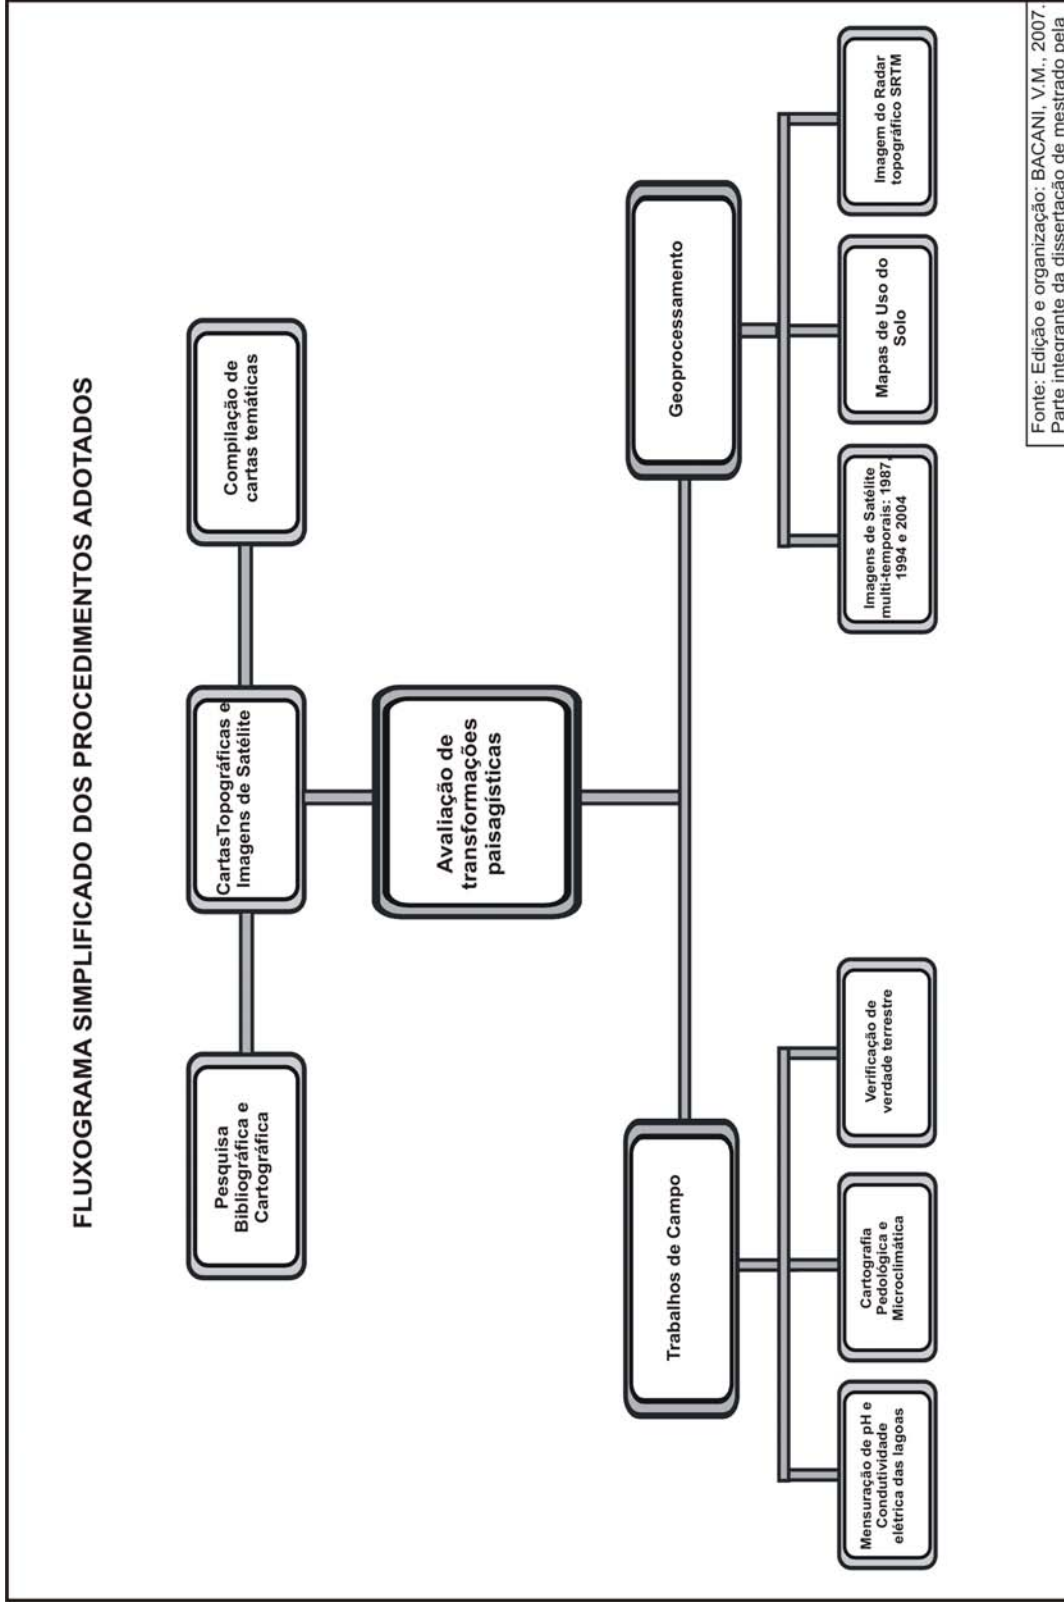 FLUXOGRAMA SIMPLIFICADO DOS PROCEDIMENTOS ADOTADOS
Pesquisa
Bibliográfica e
Cartográfica
CartasTopográficas e
Imagens de Satélite
Compilação de
cartas temáticas
Avaliação de
transformações
paisagísticas
Trabalhos de Campo
Geoprocessamento
Mensuração de pH e
Condutividade
elétrica das lagoas
Cartografia
Pedológica e
Microclimática
Verificação de
verdade terrestre
Imagens de Satélite
multi-temporais: 1987,
1994 e 2004
Mapas de Uso do
Solo
Imagem do Radar
topográfico SRTM
Fonte: Edição e organização: BACANI, V.M., 2007.
Parte integrante da dissertação de mestrado pela